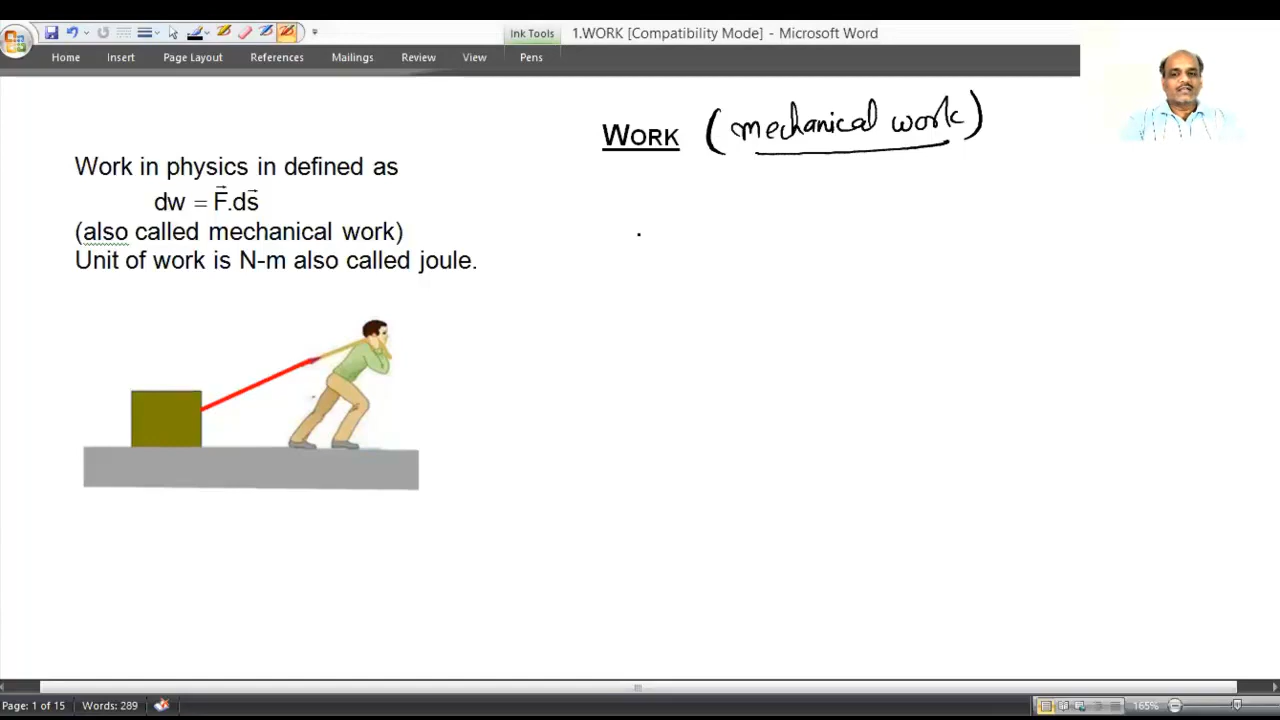 Ink Tools
1.WORK [Compatibility Mode] - Microsoft Word
Home Insert Page Layout References Mailings Review View Pens
WORK (mechanical work)
Work in physics in defined as
dw = F⃗.ds⃗
(also called mechanical work)
Unit of work is N-m also called joule.
Page: 1 of 15 Words: 289 165%